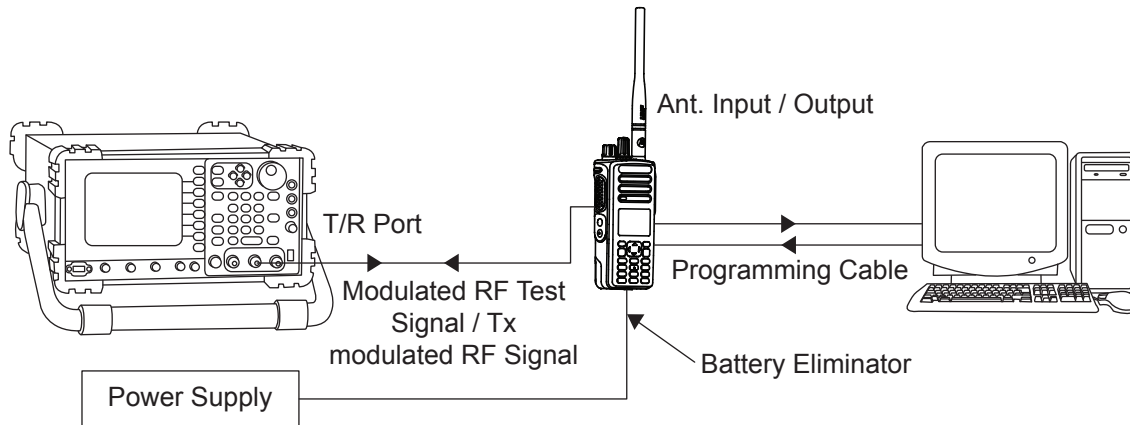 Ant. Input / Output
T/R Port
Modulated RF Test
Signal / Tx
modulated RF Signal
Programming Cable
Battery Eliminator
Power Supply